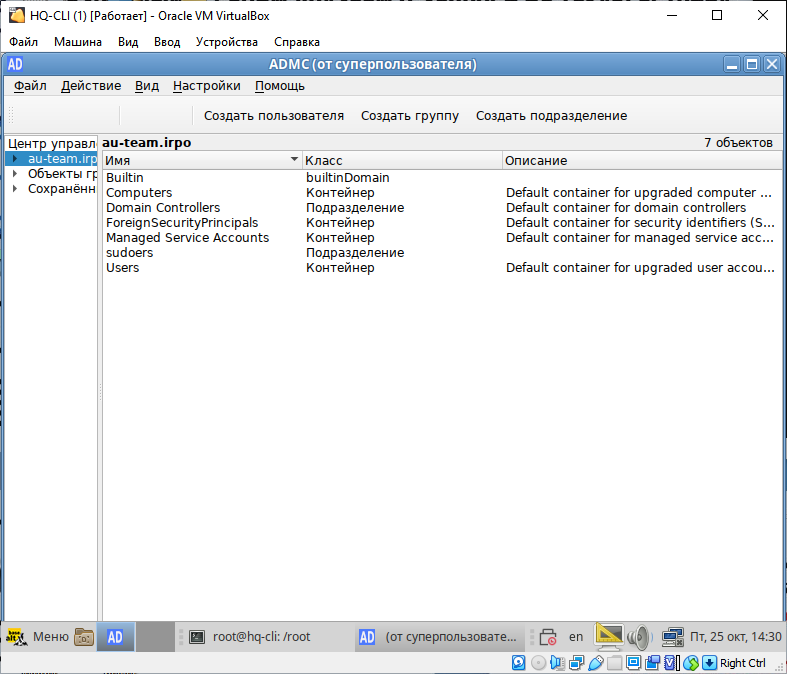 HQ-CLI (1) [Работает] - Oracle VM VirtualBox
Файл Машина Вид Ввод Устройства Справка
AD ADMC (от суперпользователя)
Файл Действие Вид Настройки Помощь
Создать пользователя Создать группу Создать подразделение
Центр управл au-team.irpo 7 объектов
au-team.irp Имя Класс Описание
Объекты гр
Сохранённ
Builtin builtinDomain
Computers Контейнер Default container for upgraded computer ...
Domain Controllers Подразделение Default container for domain controllers
ForeignSecurityPrincipals Контейнер Default container for security identifiers (S...
Managed Service Accounts Контейнер Default container for managed service acc...
sudoers Подразделение
Users Контейнер Default container for upgraded user accou...
Меню AD root@hq-cli: /root AD (от суперпользовате... en Пт, 25 окт, 14:30
Right Ctrl